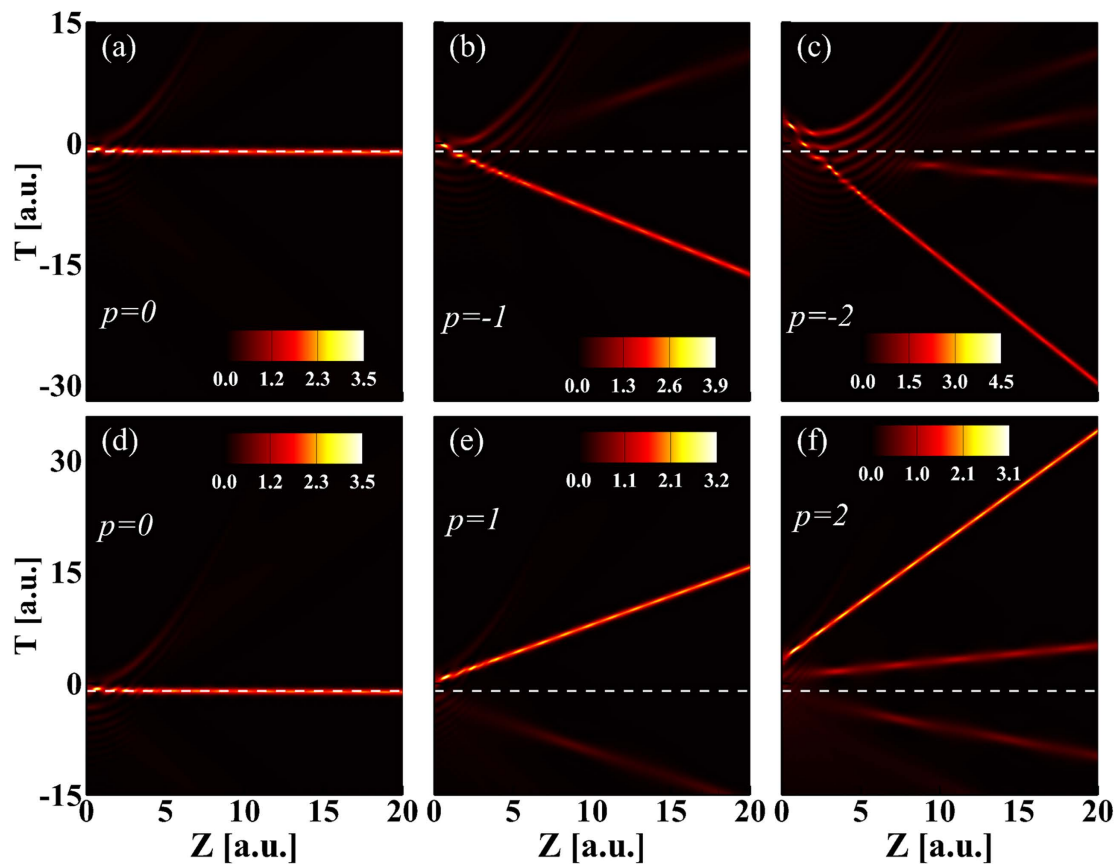 15
(a)
(b)
(c)
0
T [a.u.]
-15
p=0
p=-1
p=-2
0.0 1.2 2.3 3.5
0.0 1.3 2.6 3.9
0.0 1.5 3.0 4.5
-30
(d)
(e)
(f)
30
0.0 1.2 2.3 3.5
0.0 1.1 2.1 3.2
0.0 1.0 2.1 3.1
p=0
p=1
p=2
15
T [a.u.]
0
-15
0 5 10 15 20
0 5 10 15 20
0 5 10 15 20
Z [a.u.]
Z [a.u.]
Z [a.u.]